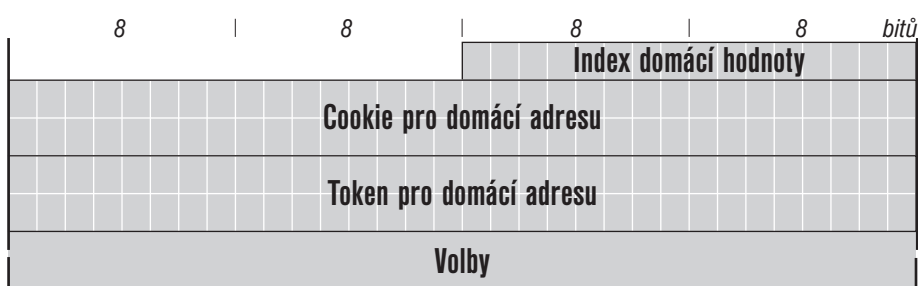 8 8 8 8 bitů
Index domácí hodnoty
Cookie pro domácí adresu
Token pro domácí adresu
Volby